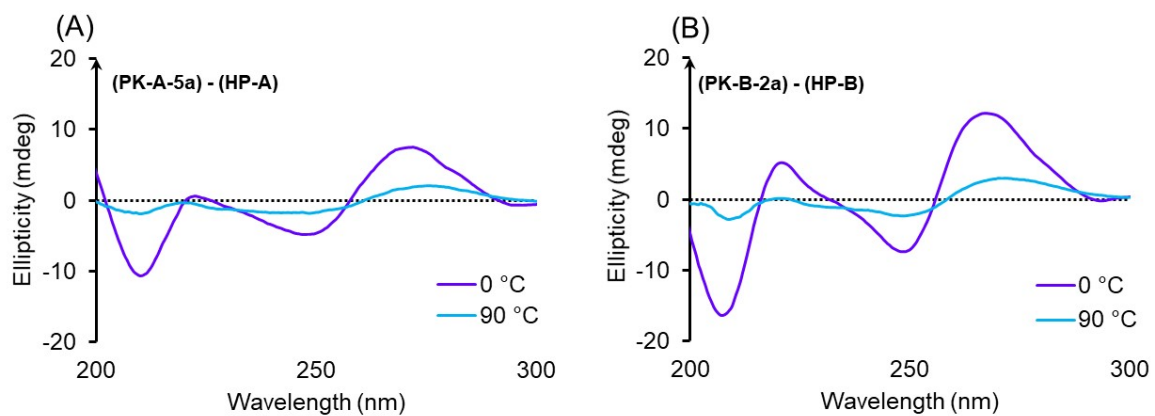 (A)
20
10
0
-10
-20
Ellipticity (mdeg)
(PK-A-5a) - (HP-A)
0 °C
90 °C
200
250
300
Wavelength (nm)
(B)
20
10
0
-10
-20
Ellipticity (mdeg)
(PK-B-2a) - (HP-B)
0 °C
90 °C
200
250
300
Wavelength (nm)